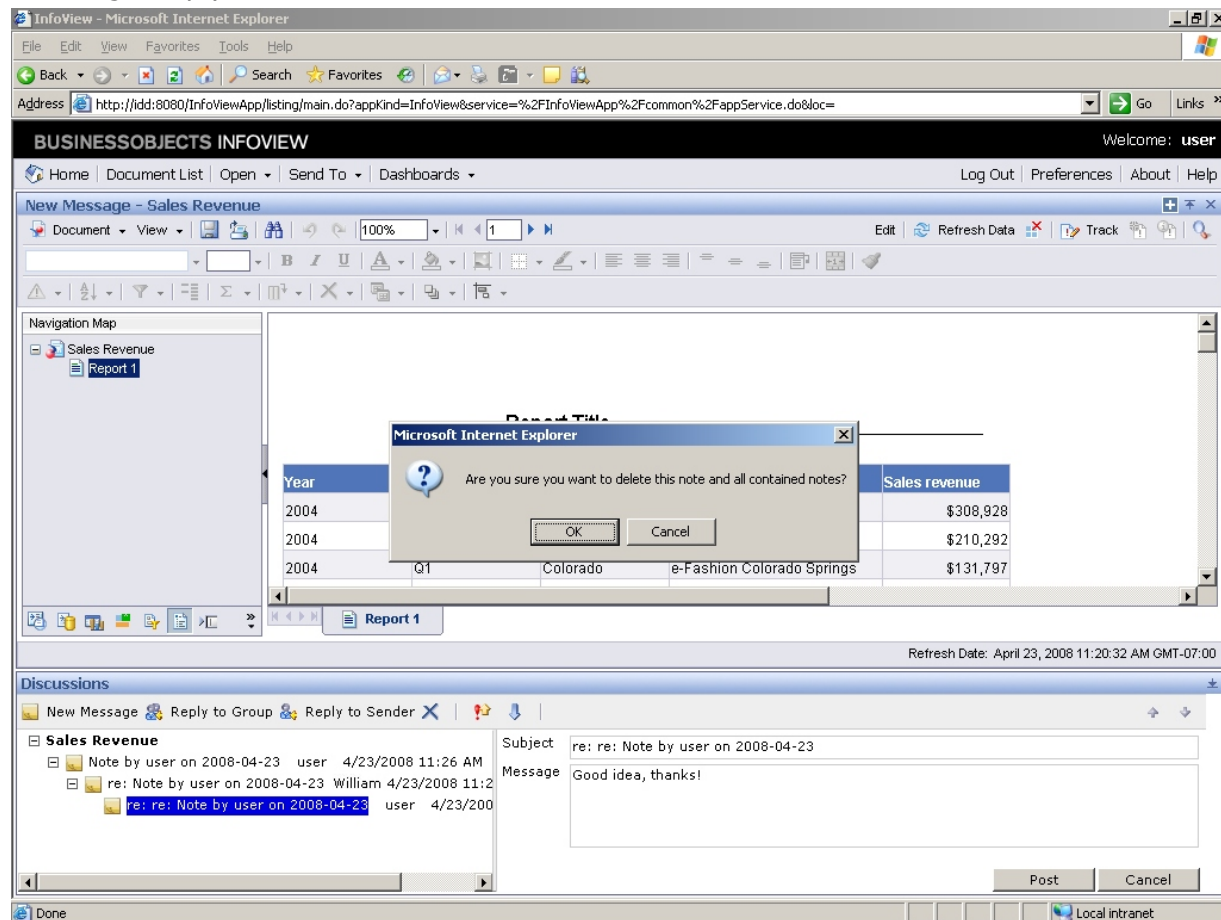 InfoView - Microsoft Internet Explorer
File Edit View Favorites Tools Help
Back Search Favorites
Address http://idd:8080/InfoViewApp/listing/main.do?appKind=InfoView&service=%2FInfoViewApp%2Fcommon%2FappService.do&loc= Go Links »
BUSINESSOBJECTS INFOVIEW Welcome: user
Home Document List Open Send To Dashboards Log Out Preferences About Help
New Message - Sales Revenue
Document View 100% 1 Edit Refresh Data Track
B I U A
Navigation Map
Sales Revenue
Report 1
Microsoft Internet Explorer
Are you sure you want to delete this note and all contained notes?
OK Cancel
Year Sales revenue
2004 $308,928
2004 $210,292
2004 Q1 Colorado e-Fashion Colorado Springs $131,797
Report 1
Refresh Date: April 23, 2008 11:20:32 AM GMT-07:00
Discussions
New Message Reply to Group Reply to Sender
Sales Revenue
Note by user on 2008-04-23 user 4/23/2008 11:26 AM
re: Note by user on 2008-04-23 William 4/23/2008 11:2
re: re: Note by user on 2008-04-23 user 4/23/200
Subject re: re: Note by user on 2008-04-23
Message Good idea, thanks!
Post Cancel
Done Local intranet